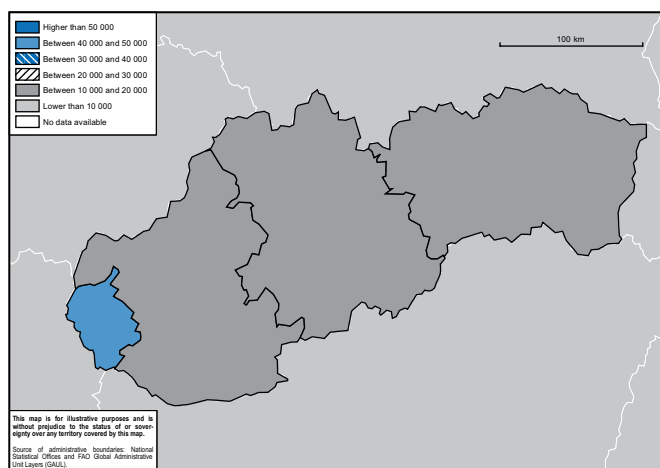 Higher than 50 000
Between 40 000 and 50 000
Between 30 000 and 40 000
Between 20 000 and 30 000
Between 10 000 and 20 000
Lower than 10 000
No data available
100 km
This map is for illustrative purposes and is
without prejudice to the status of or sover-
eignty over any territory covered by this map.
Source of administrative boundaries: National
Statistical Offices and FAO Global Administrative
Unit Layers (GAUL).